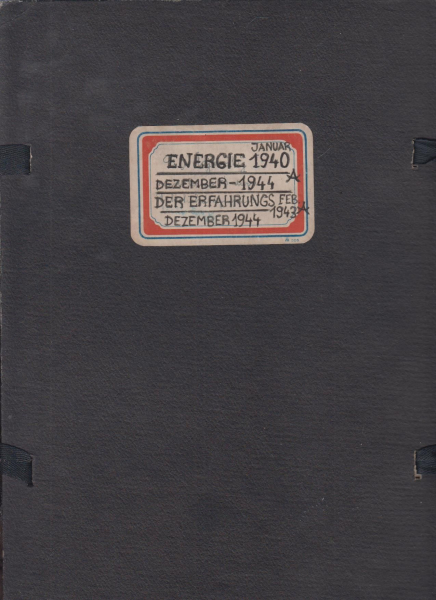 JANUAR
ENERGIE 1940
DEZEMBER-1944
DER ERFAHRUNGS FEB
1943
DEZEMBER 1944